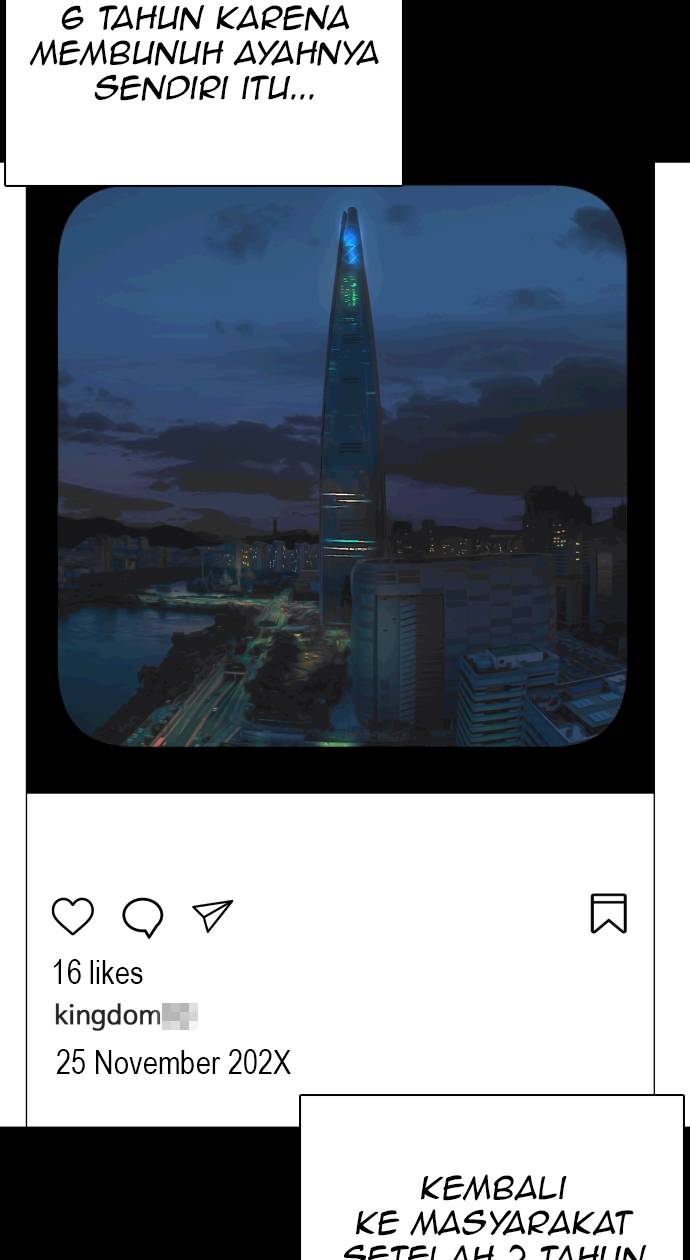 6 TAHUN KARENA
MEMBUNUH AYAHNYA
SENDIRI ITU...
16 likes
kingdom
25 November 202X
KEMBALI
KE MASYARAKAT
SETELAH 2 TAHUN